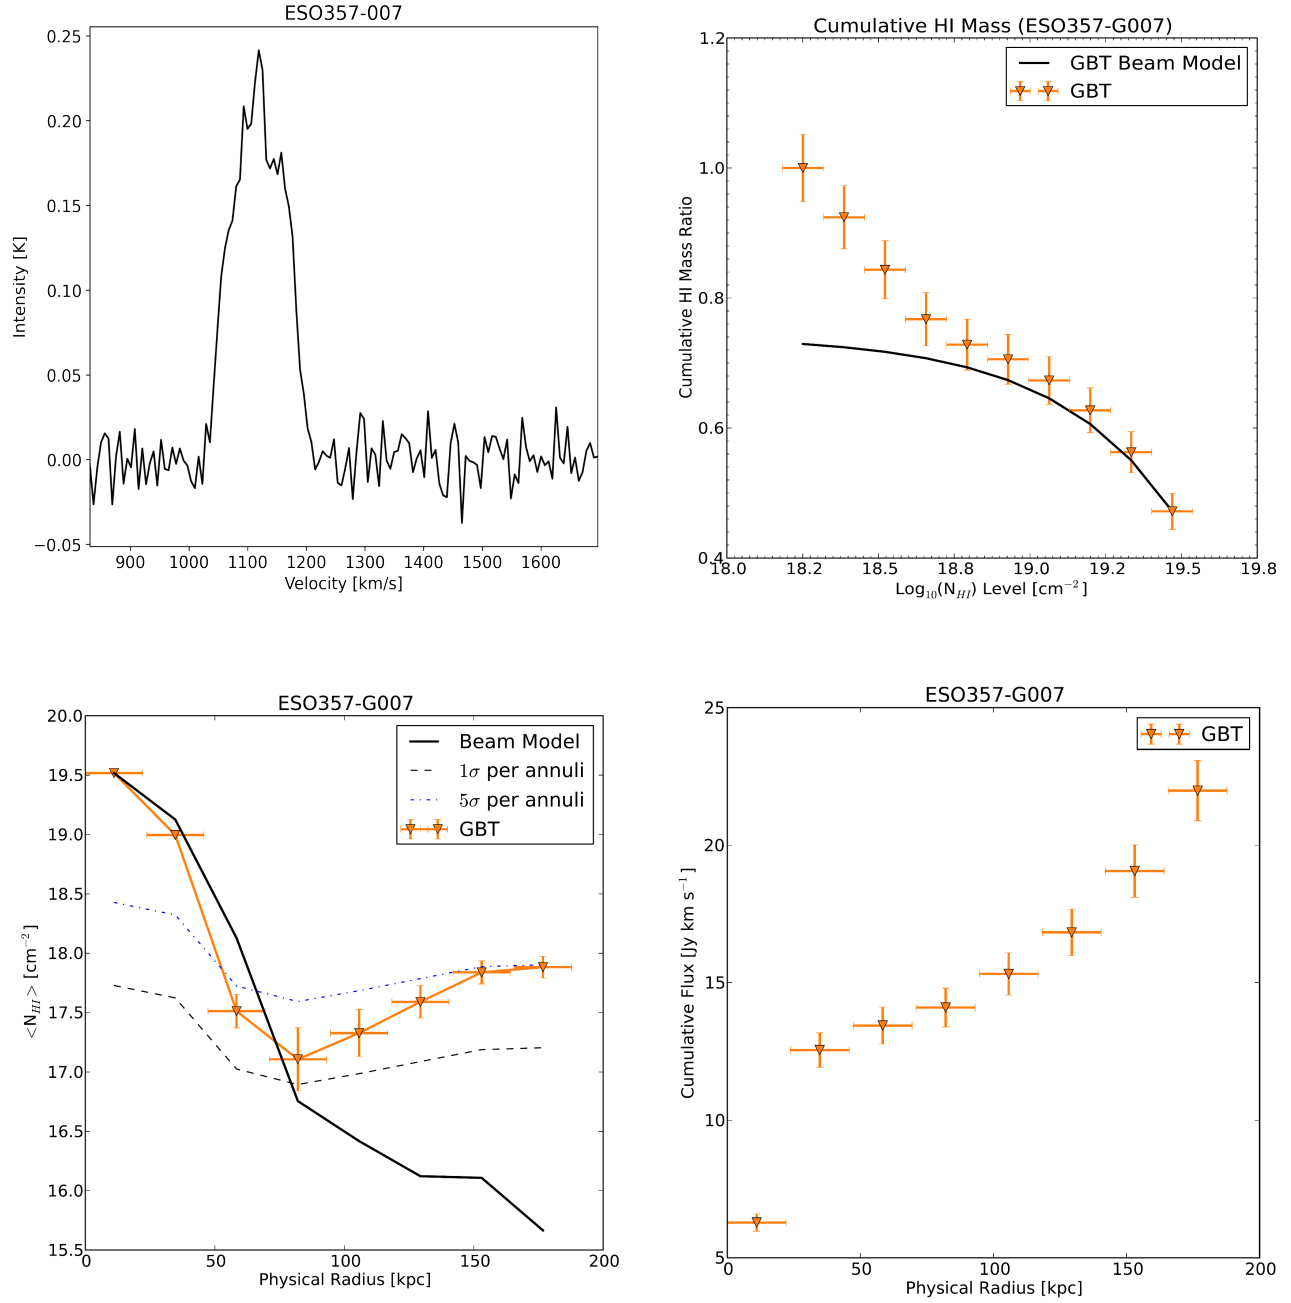 ESO357-007
0.25
0.20
0.15
0.10
0.05
0.00
−0.05
Intensity [K]
900 1000 1100 1200 1300 1400 1500 1600
Velocity [km/s]
Cumulative HI Mass (ESO357-G007)
GBT Beam Model
GBT
1.2
1.0
0.8
0.6
0.4
Cumulative HI Mass Ratio
18.0 18.2 18.5 18.8 19.0 19.2 19.5 19.8
Log₁₀(N_HI) Level [cm⁻²]
ESO357-G007
Beam Model
1σ per annuli
5σ per annuli
GBT
20.0
19.5
19.0
18.5
18.0
17.5
17.0
16.5
16.0
15.5
<N_HI> [cm⁻²]
0 50 100 150 200
Physical Radius [kpc]
ESO357-G007
GBT
25
20
15
10
5
Cumulative Flux [Jy km s⁻¹]
0 50 100 150 200
Physical Radius [kpc]